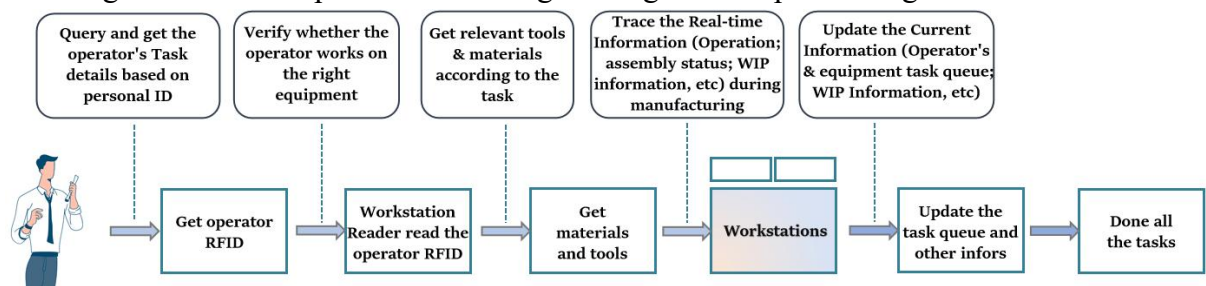 Query and get the
operator's Task
details based on
personal ID
Verify whether the
operator works on
the right
equipment
Get relevant tools
& materials
according to the
task
Trace the Real-time
Information (Operation;
assembly status; WIP
information, etc) during
manufacturing
Update the Current
Information (Operator's
& equipment task queue;
WIP Information, etc)
Get operator
RFID
Workstation
Reader read the
operator RFID
Get
materials
and tools
Workstations
Update the
task queue and
other infors
Done all
the tasks